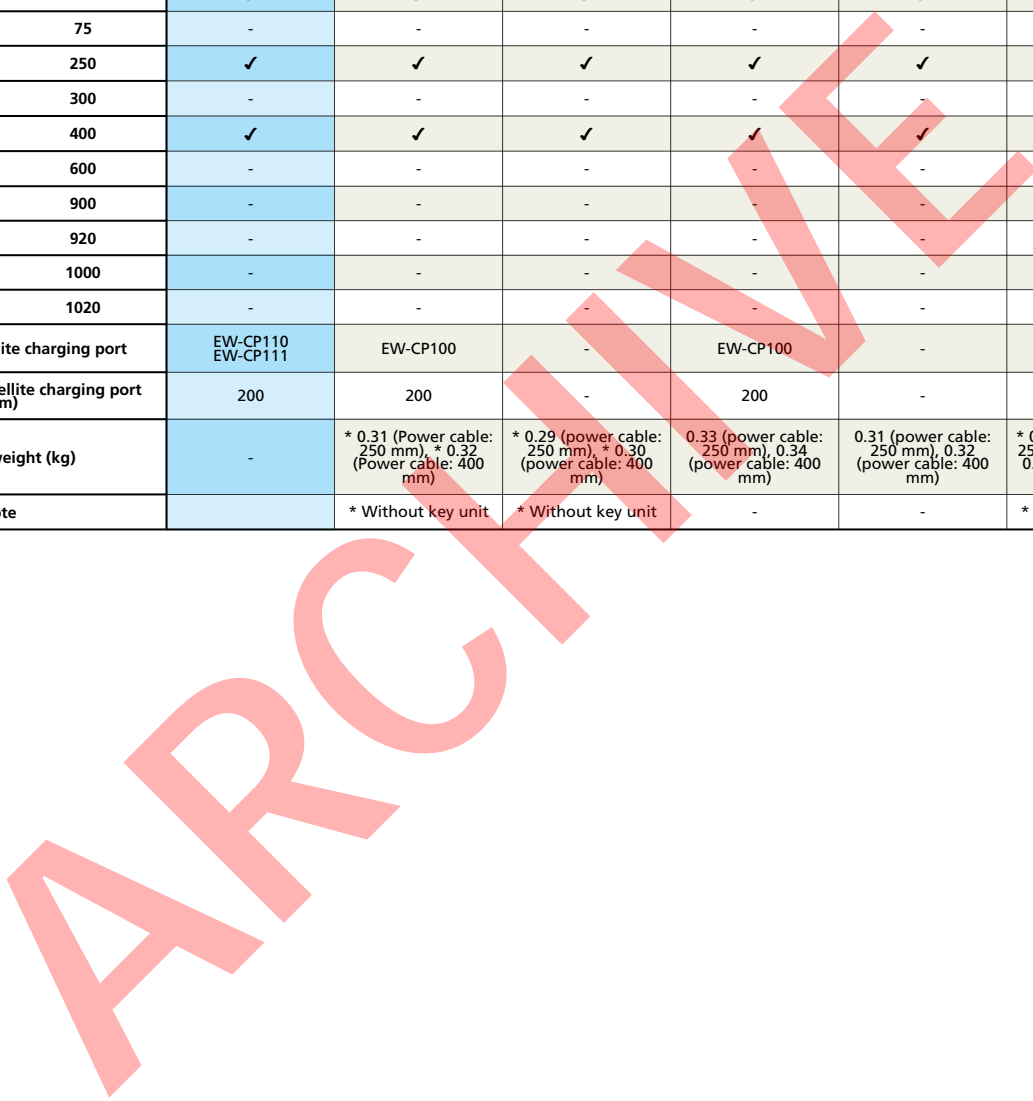 75 - - - - -
250 ✓ ✓ ✓ ✓ ✓
300 - - - - -
400 ✓ ✓ ✓ ✓ ✓
600 - - - - -
900 - - - - -
920 - - - - -
1000 - - - - -
1020 - - - - -
ite charging port EW-CP110 EW-CP100 - EW-CP100 -
EW-CP111
ellite charging port 200 200 - 200 -
m)
eight (kg) - * 0.31 (Power cable: * 0.29 (power cable: 0.33 (power cable: 0.31 (power cable: * 0
250 mm), * 0.32 250 mm), * 0.30 250 mm), 0.34 250 mm), 0.32 25
(Power cable: 400 (power cable: 400 (power cable: 400 (power cable: 400 0.
mm) mm) mm) mm)
te * Without key unit * Without key unit - - *
ARCHIVE